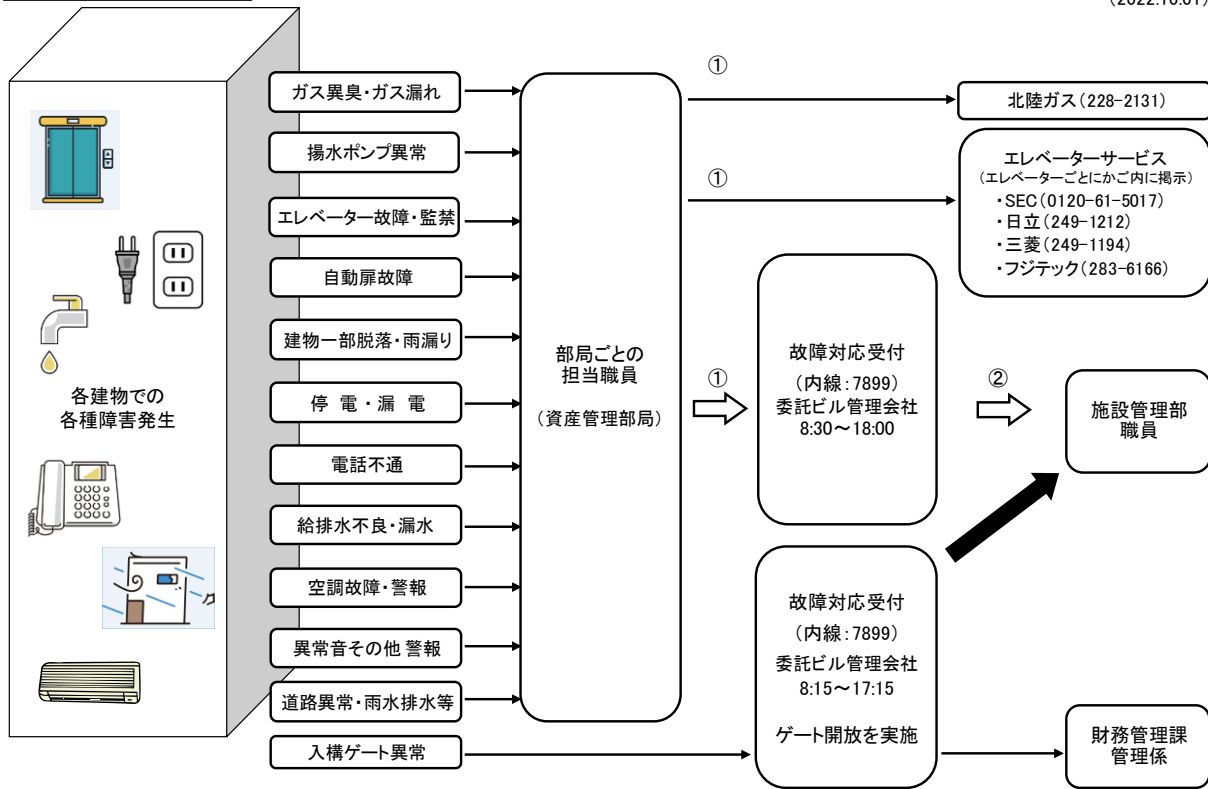 各建物での
各種障害発生
ガス異臭・ガス漏れ
揚水ポンプ異常
エレベーター故障・監禁
自動扉故障
建物一部脱落・雨漏り
停 電・漏 電
電話不通
給排水不良・漏水
空調故障・警報
異常音その他 警報
道路異常・雨水排水等
入構ゲート異常
部局ごとの
担当職員
(資産管理部局)
①
北陸ガス(228-2131)
①
エレベーターサービス
(エレベーターごとにかご内に掲示)
・SEC(0120-61-5017)
・日立(249-1212)
・三菱(249-1194)
・フジテック(283-6166)
①
故障対応受付
(内線:7899)
委託ビル管理会社
8:30～18:00
②
施設管理部
職員
故障対応受付
(内線:7899)
委託ビル管理会社
8:15～17:15
ゲート開放を実施
財務管理課
管理係